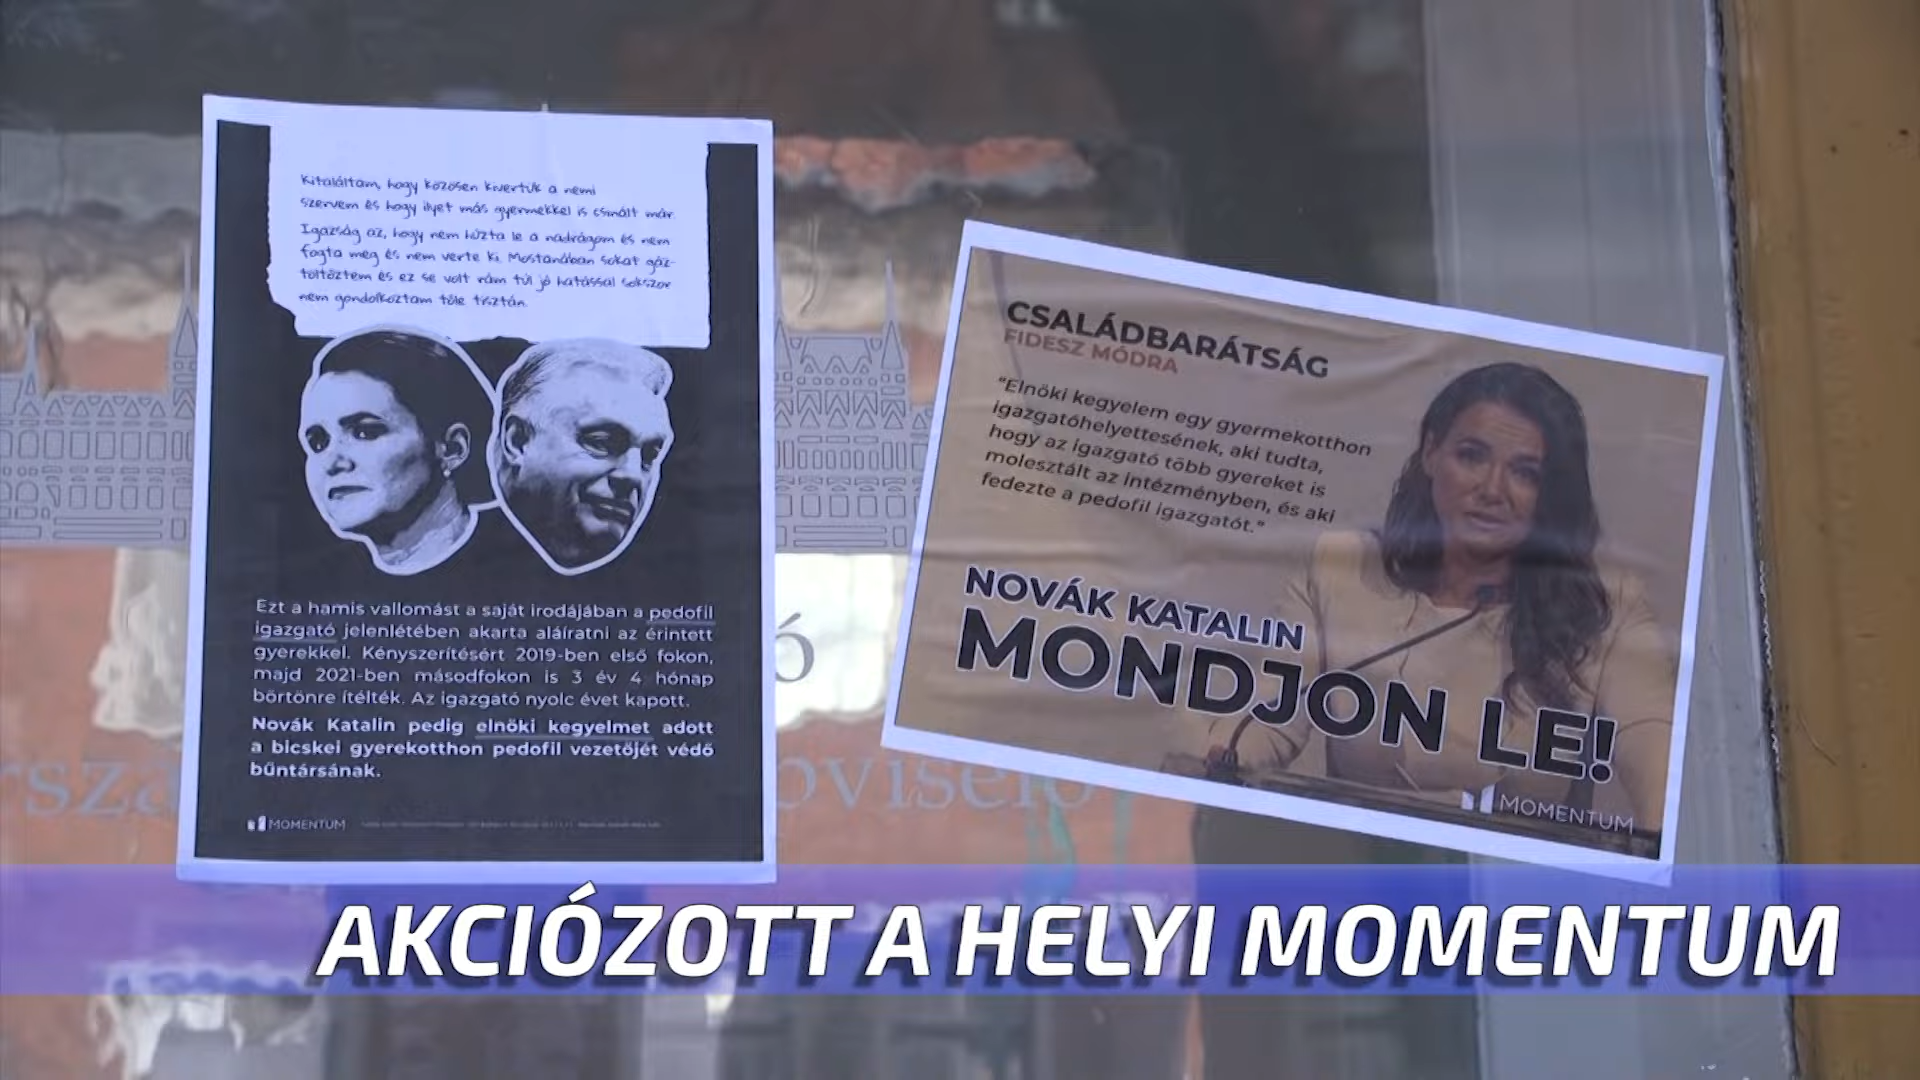 Kitaláltam, hogy közösen kivertük a nemi
szervem és hogy ilyet más gyermekkel is csinált már.
Igazság az, hogy nem húzta le a nadrágom és nem
fogta meg és nem verte ki. Mostanában sokat gáz-
töltöztem és ez se volt rám túl jó hatással sokszor
nem gondolkoztam tőle tisztán.
Ezt a hamis vallomást a saját irodájában a pedofil
igazgató jelenlétében akarta aláíratni az érintett
gyerekkel. Kényszerítésért 2019-ben első fokon,
majd 2021-ben másodfokon is 3 év 4 hónap
börtönre ítélték. Az igazgató nyolc évet kapott.
Novák Katalin pedig elnöki kegyelmet adott
a bicskei gyerekotthon pedofil vezetőjét védő
bűntársának.
MOMENTUM
CSALÁDBARÁTSÁG
FIDESZ MÓDRA
"Elnöki kegyelem egy gyermekotthon
igazgatóhelyettesének, aki tudta,
hogy az igazgató több gyereket is
molesztált az intézményben, és aki
fedezte a pedofil igazgatót."
NOVÁK KATALIN
MONDJON LE!
MOMENTUM
AKCIÓZOTT A HELYI MOMENTUM